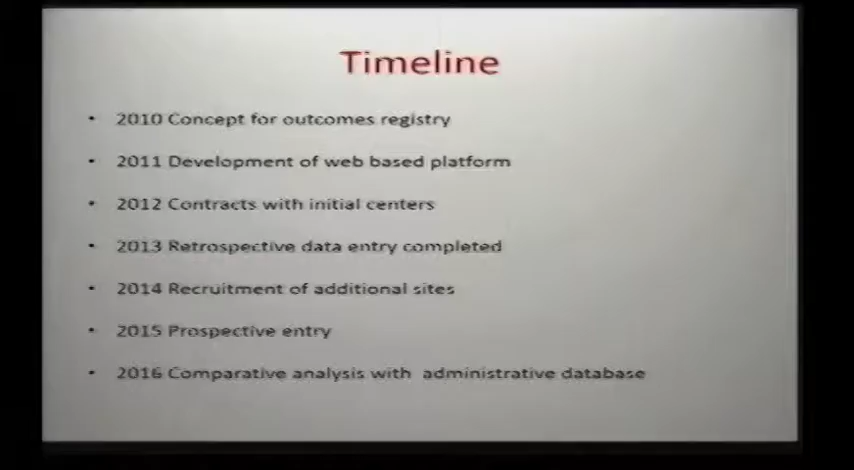 Timeline
• 2010 Concept for outcomes registry
• 2011 Development of web based platform
• 2012 Contracts with initial centers
• 2013 Retrospective data entry completed
• 2014 Recruitment of additional sites
• 2015 Prospective entry
• 2016 Comparative analysis with administrative database